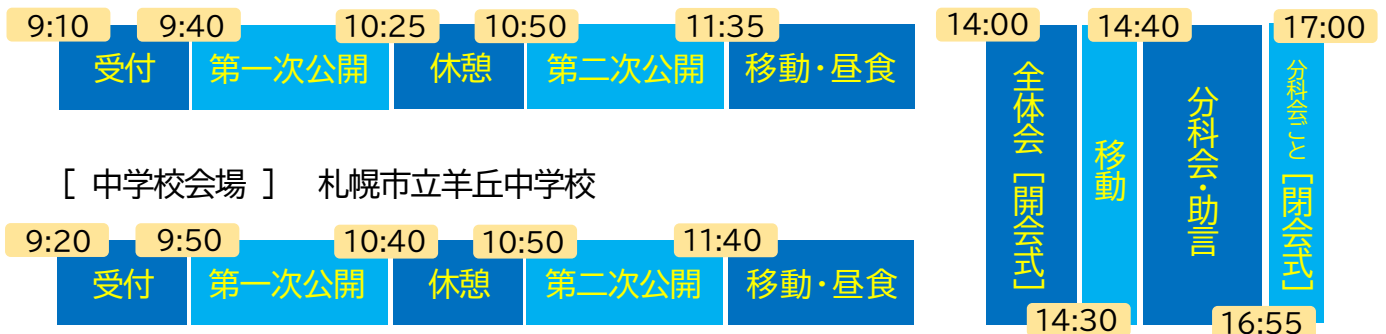 9:10 9:40 10:25 10:50 11:35
受付 第一次公開 休憩 第二次公開 移動・昼食
[ 中学校会場 ] 札幌市立羊丘中学校
9:20 9:50 10:40 10:50 11:40
受付 第一次公開 休憩 第二次公開 移動・昼食
14:00 14:40 17:00
全体会[開会式]
移動
分科会・助言
分科会ごと[閉会式]
14:30 16:55